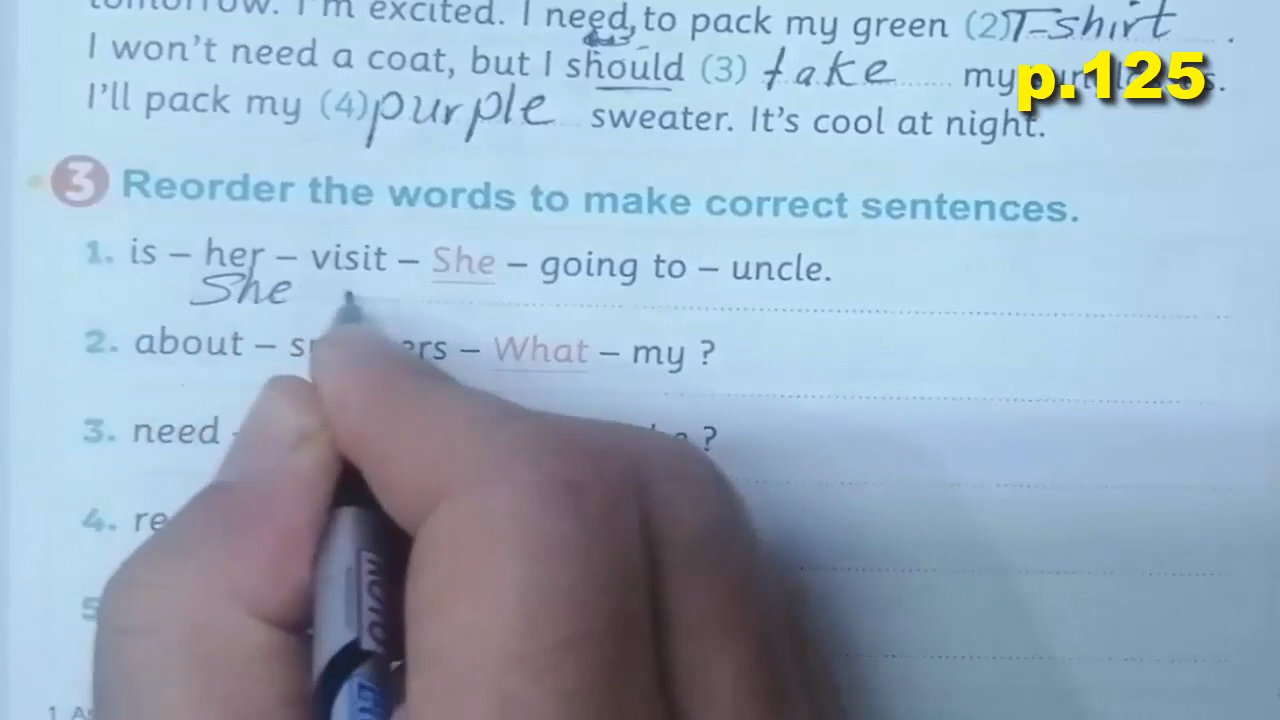 I'm excited. I need to pack my green (2) T-shirt .
I won't need a coat, but I should (3) take my
p.125
I'll pack my (4) purple sweater. It's cool at night.
3 Reorder the words to make correct sentences.
1. is – her – visit – She – going to – uncle.
She
2. about – – What – my ?
3. need ?
4.